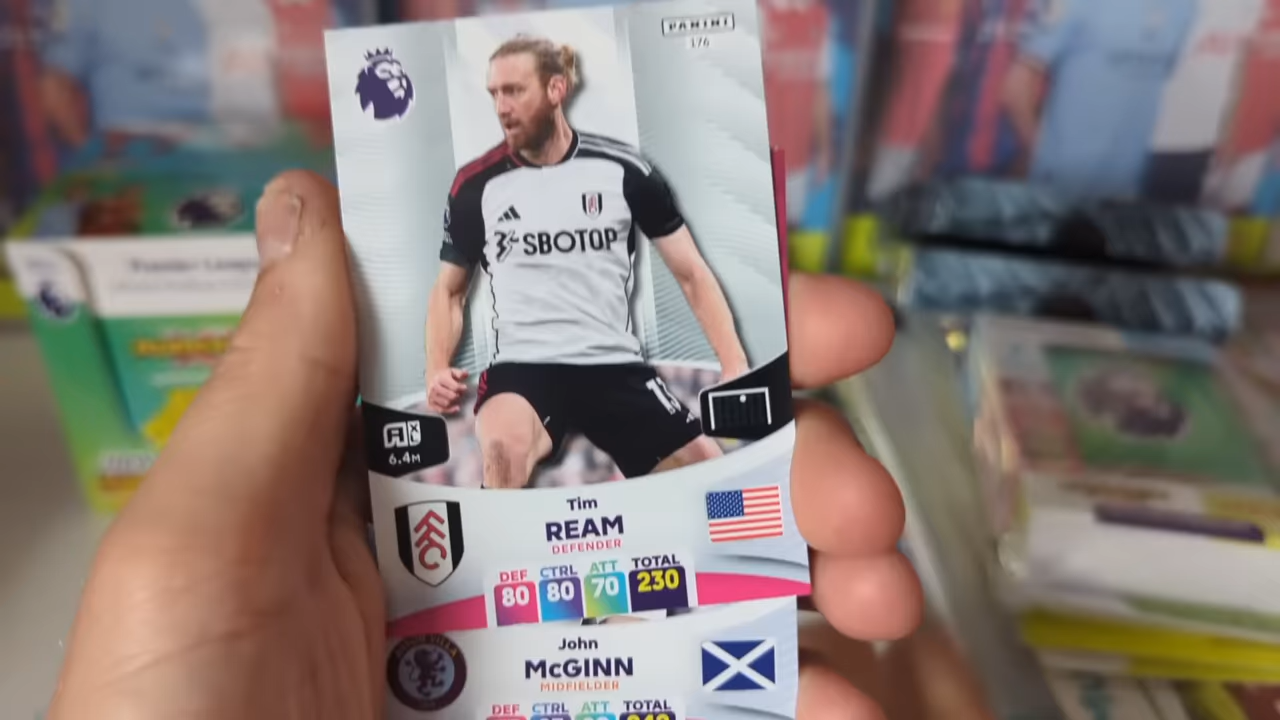 PANINI
176
SBOTOP
13
6.4M
Tim
REAM
DEFENDER
DEF CTRL ATT TOTAL
80 80 70 230
John
McGINN
MIDFIELDER
DEF CTRL ATT TOTAL